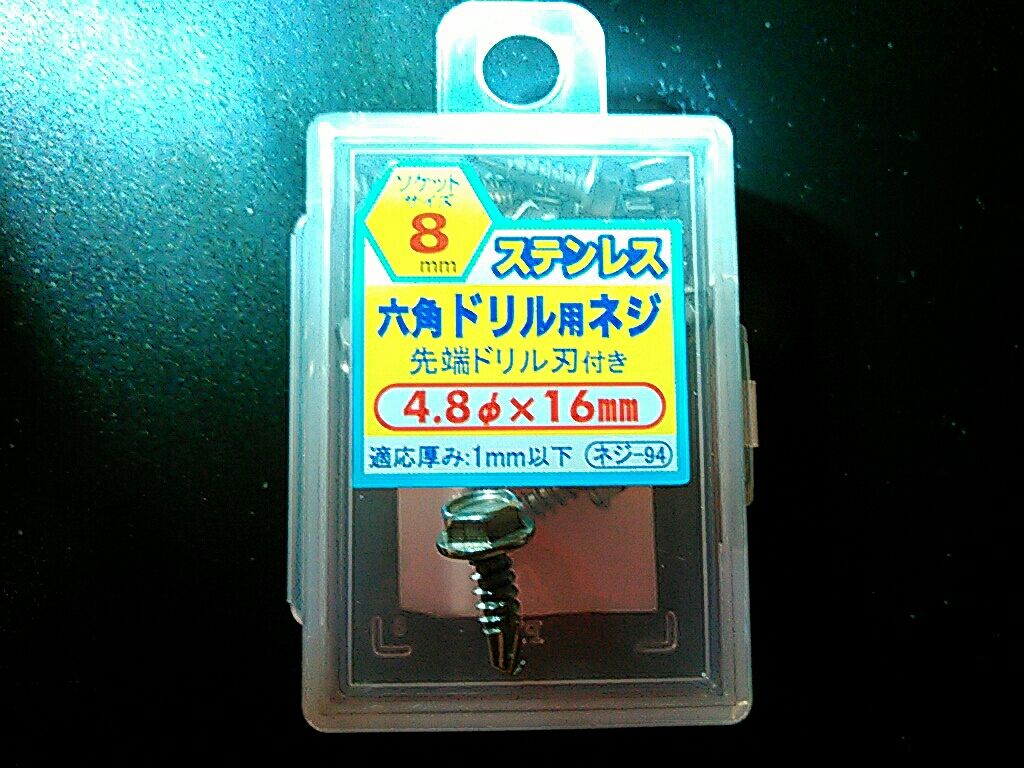 ソケット
サイズ
8
mm
ステンレス
六角ドリル用ネジ
先端ドリル刃付き
4.8φ×16mm
適応厚み:1mm以下 ネジ-94